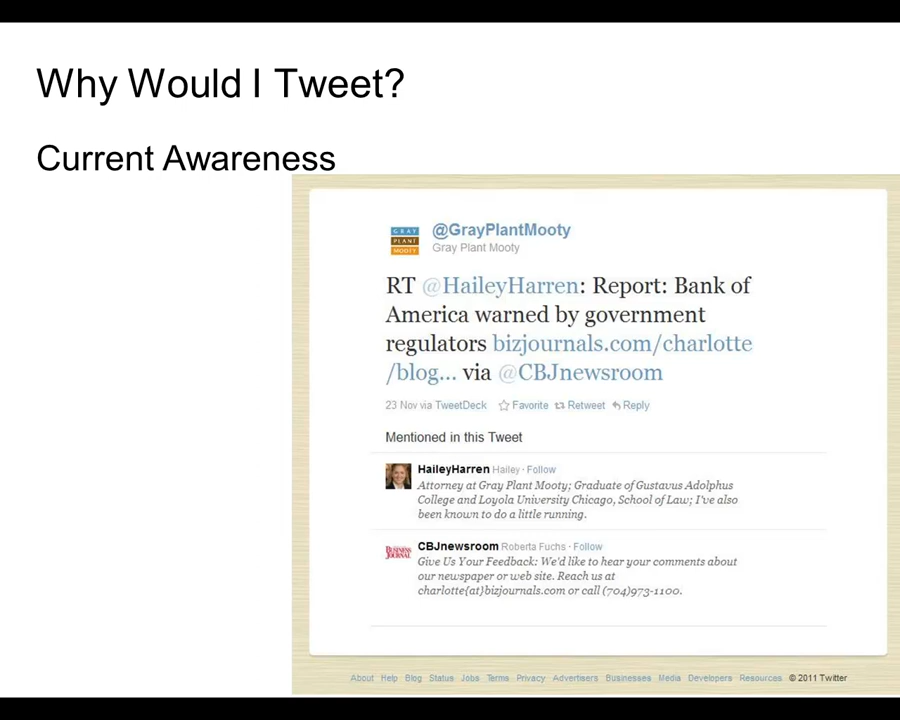 Why Would I Tweet?
Current Awareness
GRAY
PLANT
MOOTY
@GrayPlantMooty
Gray Plant Mooty
RT @HaileyHarren: Report: Bank of
America warned by government
regulators bizjournals.com/charlotte
/blog... via @CBJnewsroom
23 Nov via TweetDeck Favorite Retweet Reply
Mentioned in this Tweet
HaileyHarren Hailey · Follow
Attorney at Gray Plant Mooty; Graduate of Gustavus Adolphus
College and Loyola University Chicago, School of Law; I've also
been known to do a little running.
BUSINESS
JOURNAL
CBJnewsroom Roberta Fuchs · Follow
Give Us Your Feedback: We'd like to hear your comments about
our newspaper or web site. Reach us at
charlotte{at}bizjournals.com or call (704)973-1100.
About Help Blog Status Jobs Terms Privacy Advertisers Businesses Media Developers Resources © 2011 Twitter